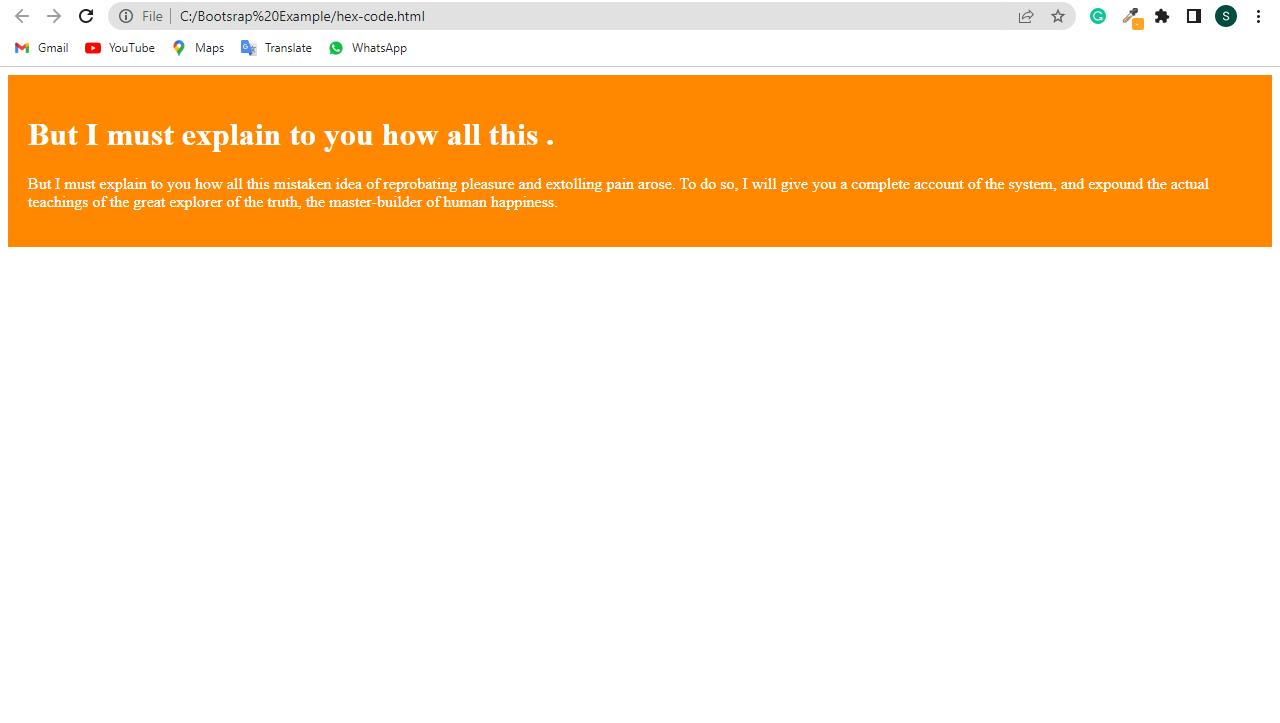 File | C:/Bootsrap%20Example/hex-code.html
S
Gmail YouTube Maps Translate WhatsApp
But I must explain to you how all this .
But I must explain to you how all this mistaken idea of reprobating pleasure and extolling pain arose. To do so, I will give you a complete account of the system, and expound the actual
teachings of the great explorer of the truth, the master-builder of human happiness.